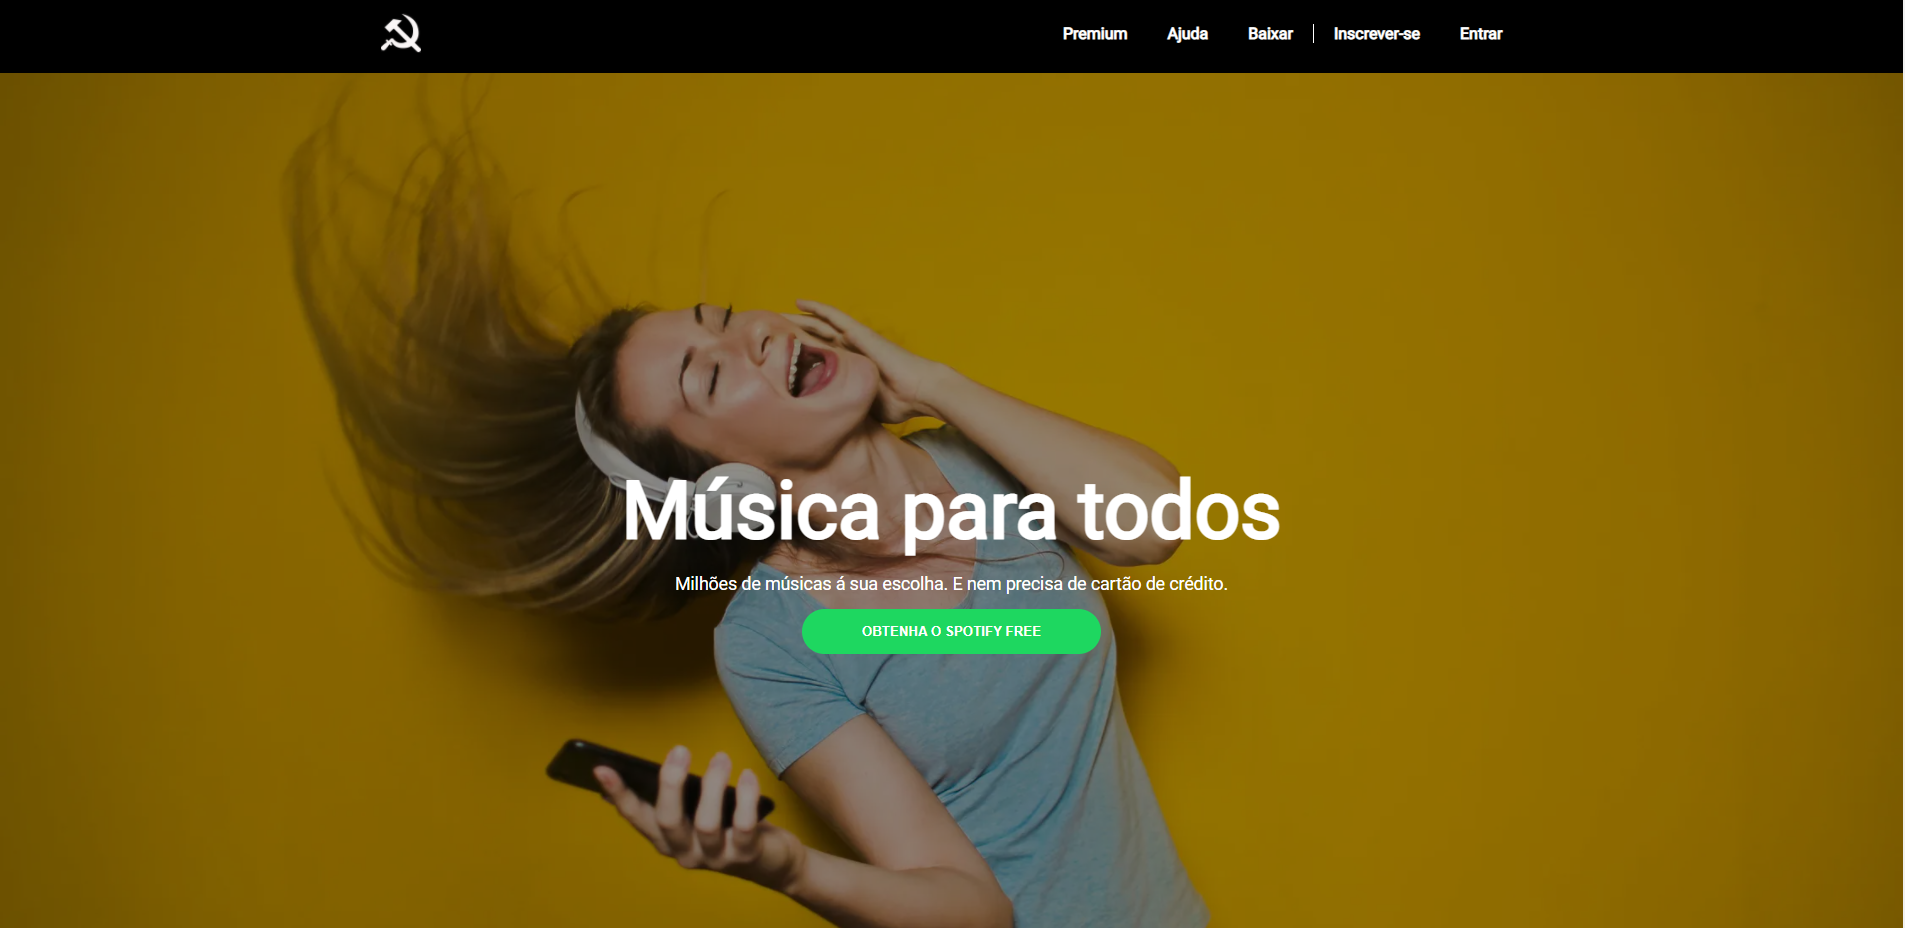 Premium Ajuda Baixar Inscrever-se Entrar
Música para todos
Milhões de músicas á sua escolha. E nem precisa de cartão de crédito.
OBTENHA O SPOTIFY FREE